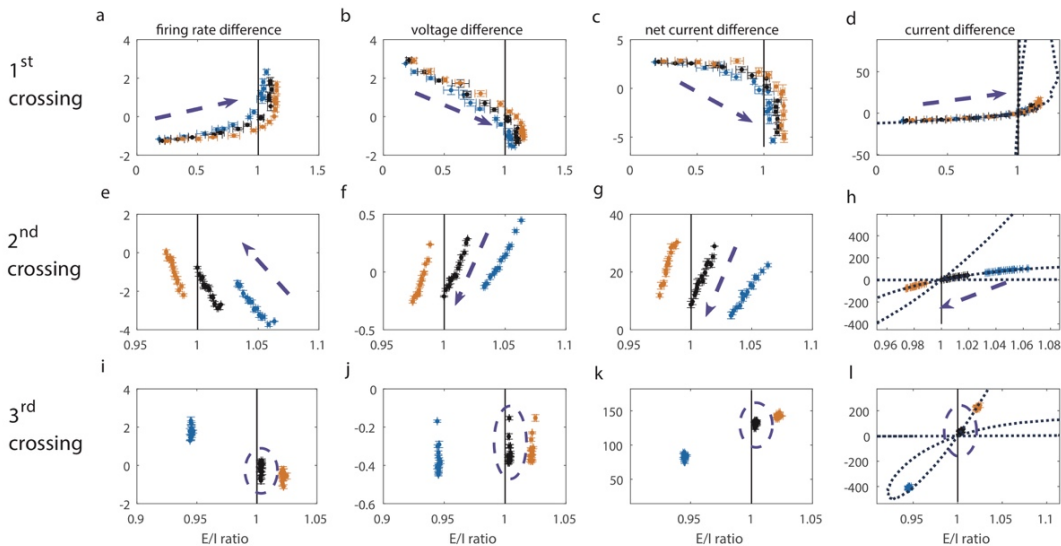 a b c d
firing rate difference voltage difference net current difference current difference
1st crossing
4 2 0 -2
0 0.5 1 1.5
4 2 0 -2
0 0.5 1 1.5
5 0 -5
0 0.5 1 1.5
50 0 -50
0 0.5 1
e f g h
2nd crossing
2 0 -2 -4
0.95 1 1.05 1.1
0.5 0 -0.5
0.95 1 1.05 1.1
40 20 0
0.95 1 1.05 1.1
400 200 0 -200 -400
0.96 0.98 1 1.02 1.04 1.06 1.08
i j k l
3rd crossing
4 2 0 -2
0.9 0.95 1 1.05
0 -0.2 -0.4 -0.6
0.9 0.95 1 1.05
150 100 50
0.95 1 1.05
200 0 -200 -400
0.95 1 1.05 1.1
E/I ratio E/I ratio E/I ratio E/I ratio